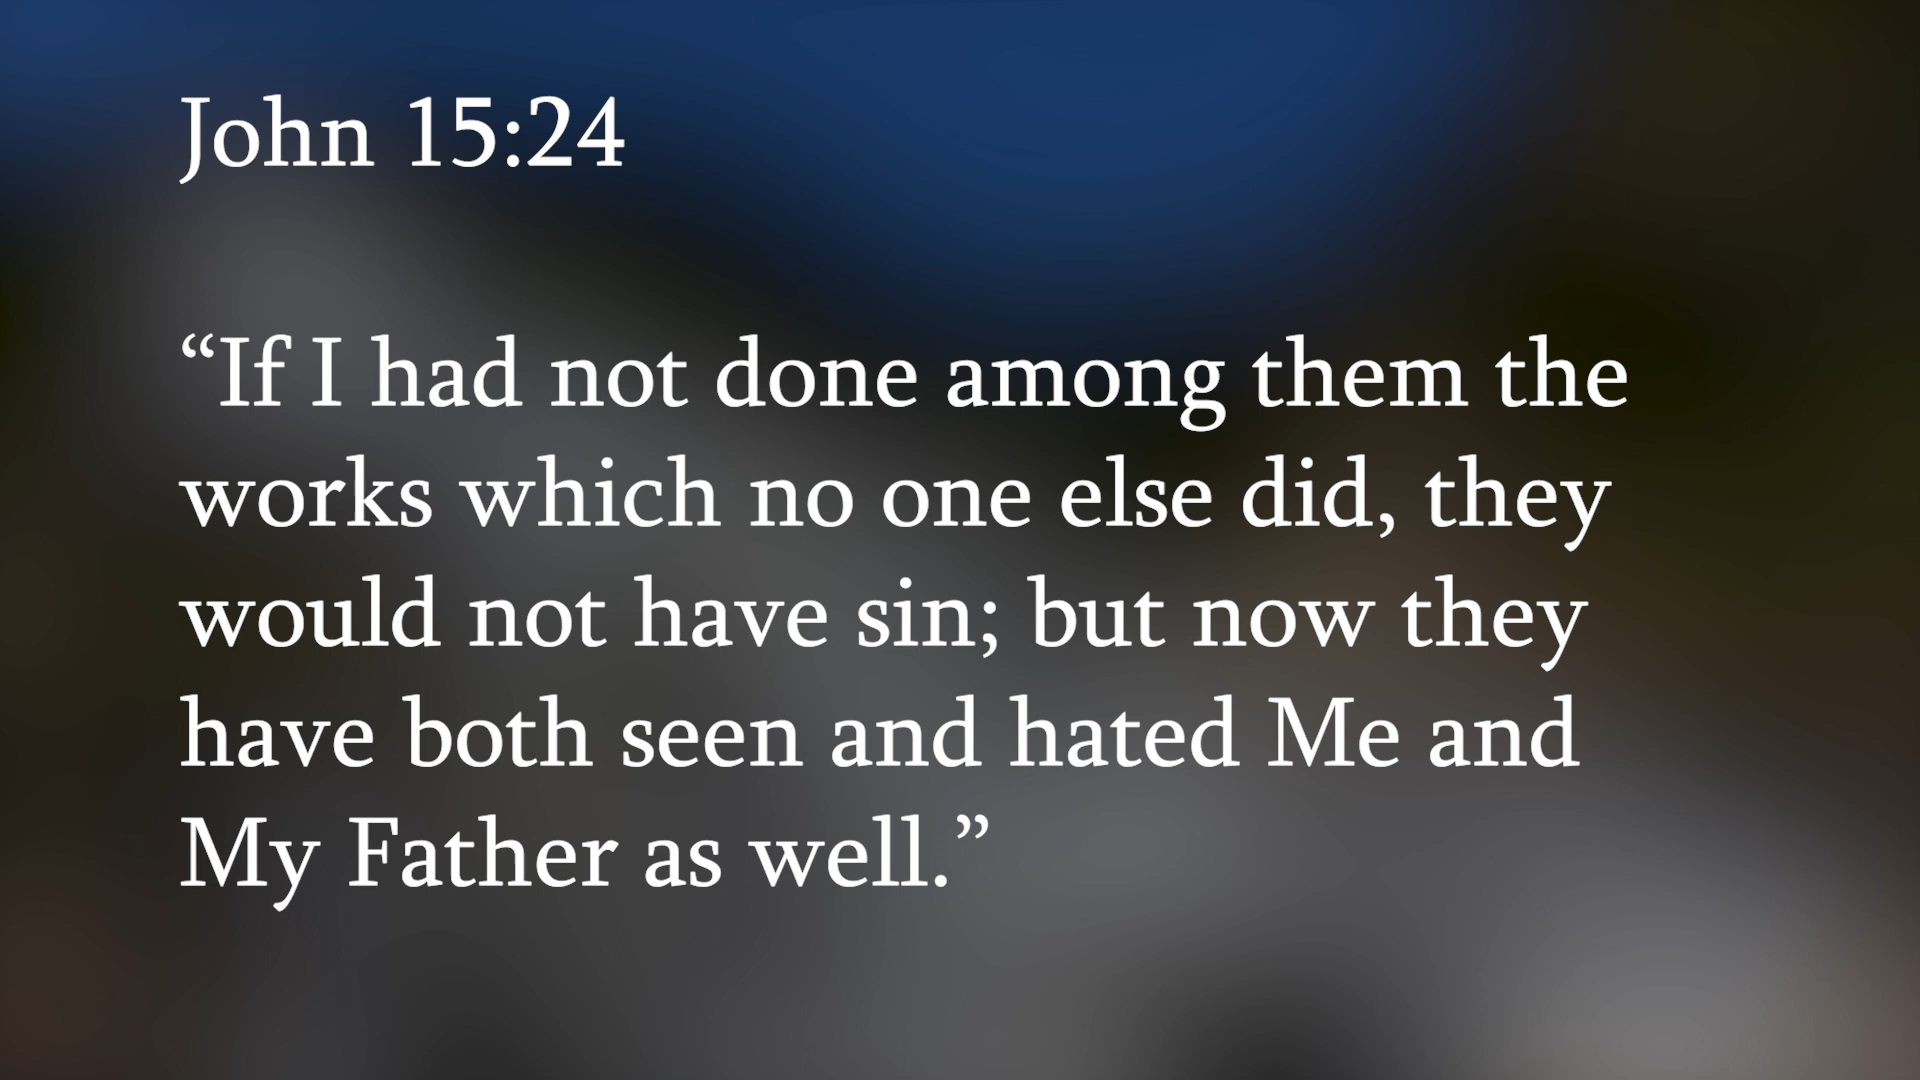 John 15:24
“If I had not done among them the
works which no one else did, they
would not have sin; but now they
have both seen and hated Me and
My Father as well.”